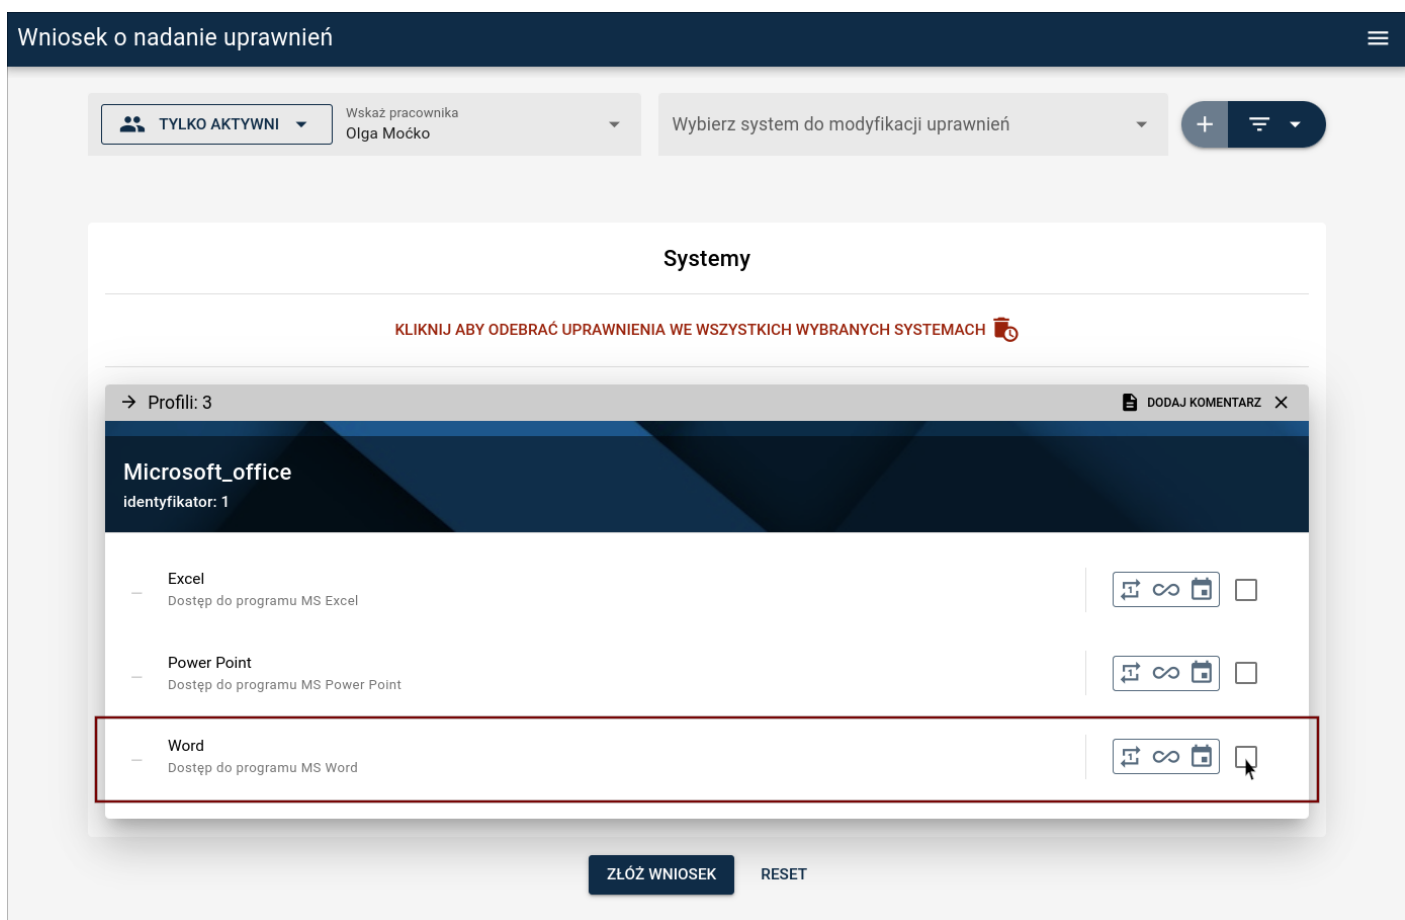 Wniosek o nadanie uprawnień
TYLKO AKTYWNI
Wskaż pracownika
Olga Moćko
Wybierz system do modyfikacji uprawnień
Systemy
KLIKNIJ ABY ODEBRAĆ UPRAWNIENIA WE WSZYSTKICH WYBRANYCH SYSTEMACH
Profili: 3
DODAJ KOMENTARZ
Microsoft_office
identyfikator: 1
Excel
Dostęp do programu MS Excel
Power Point
Dostęp do programu MS Power Point
Word
Dostęp do programu MS Word
ZŁÓŻ WNIOSEK
RESET